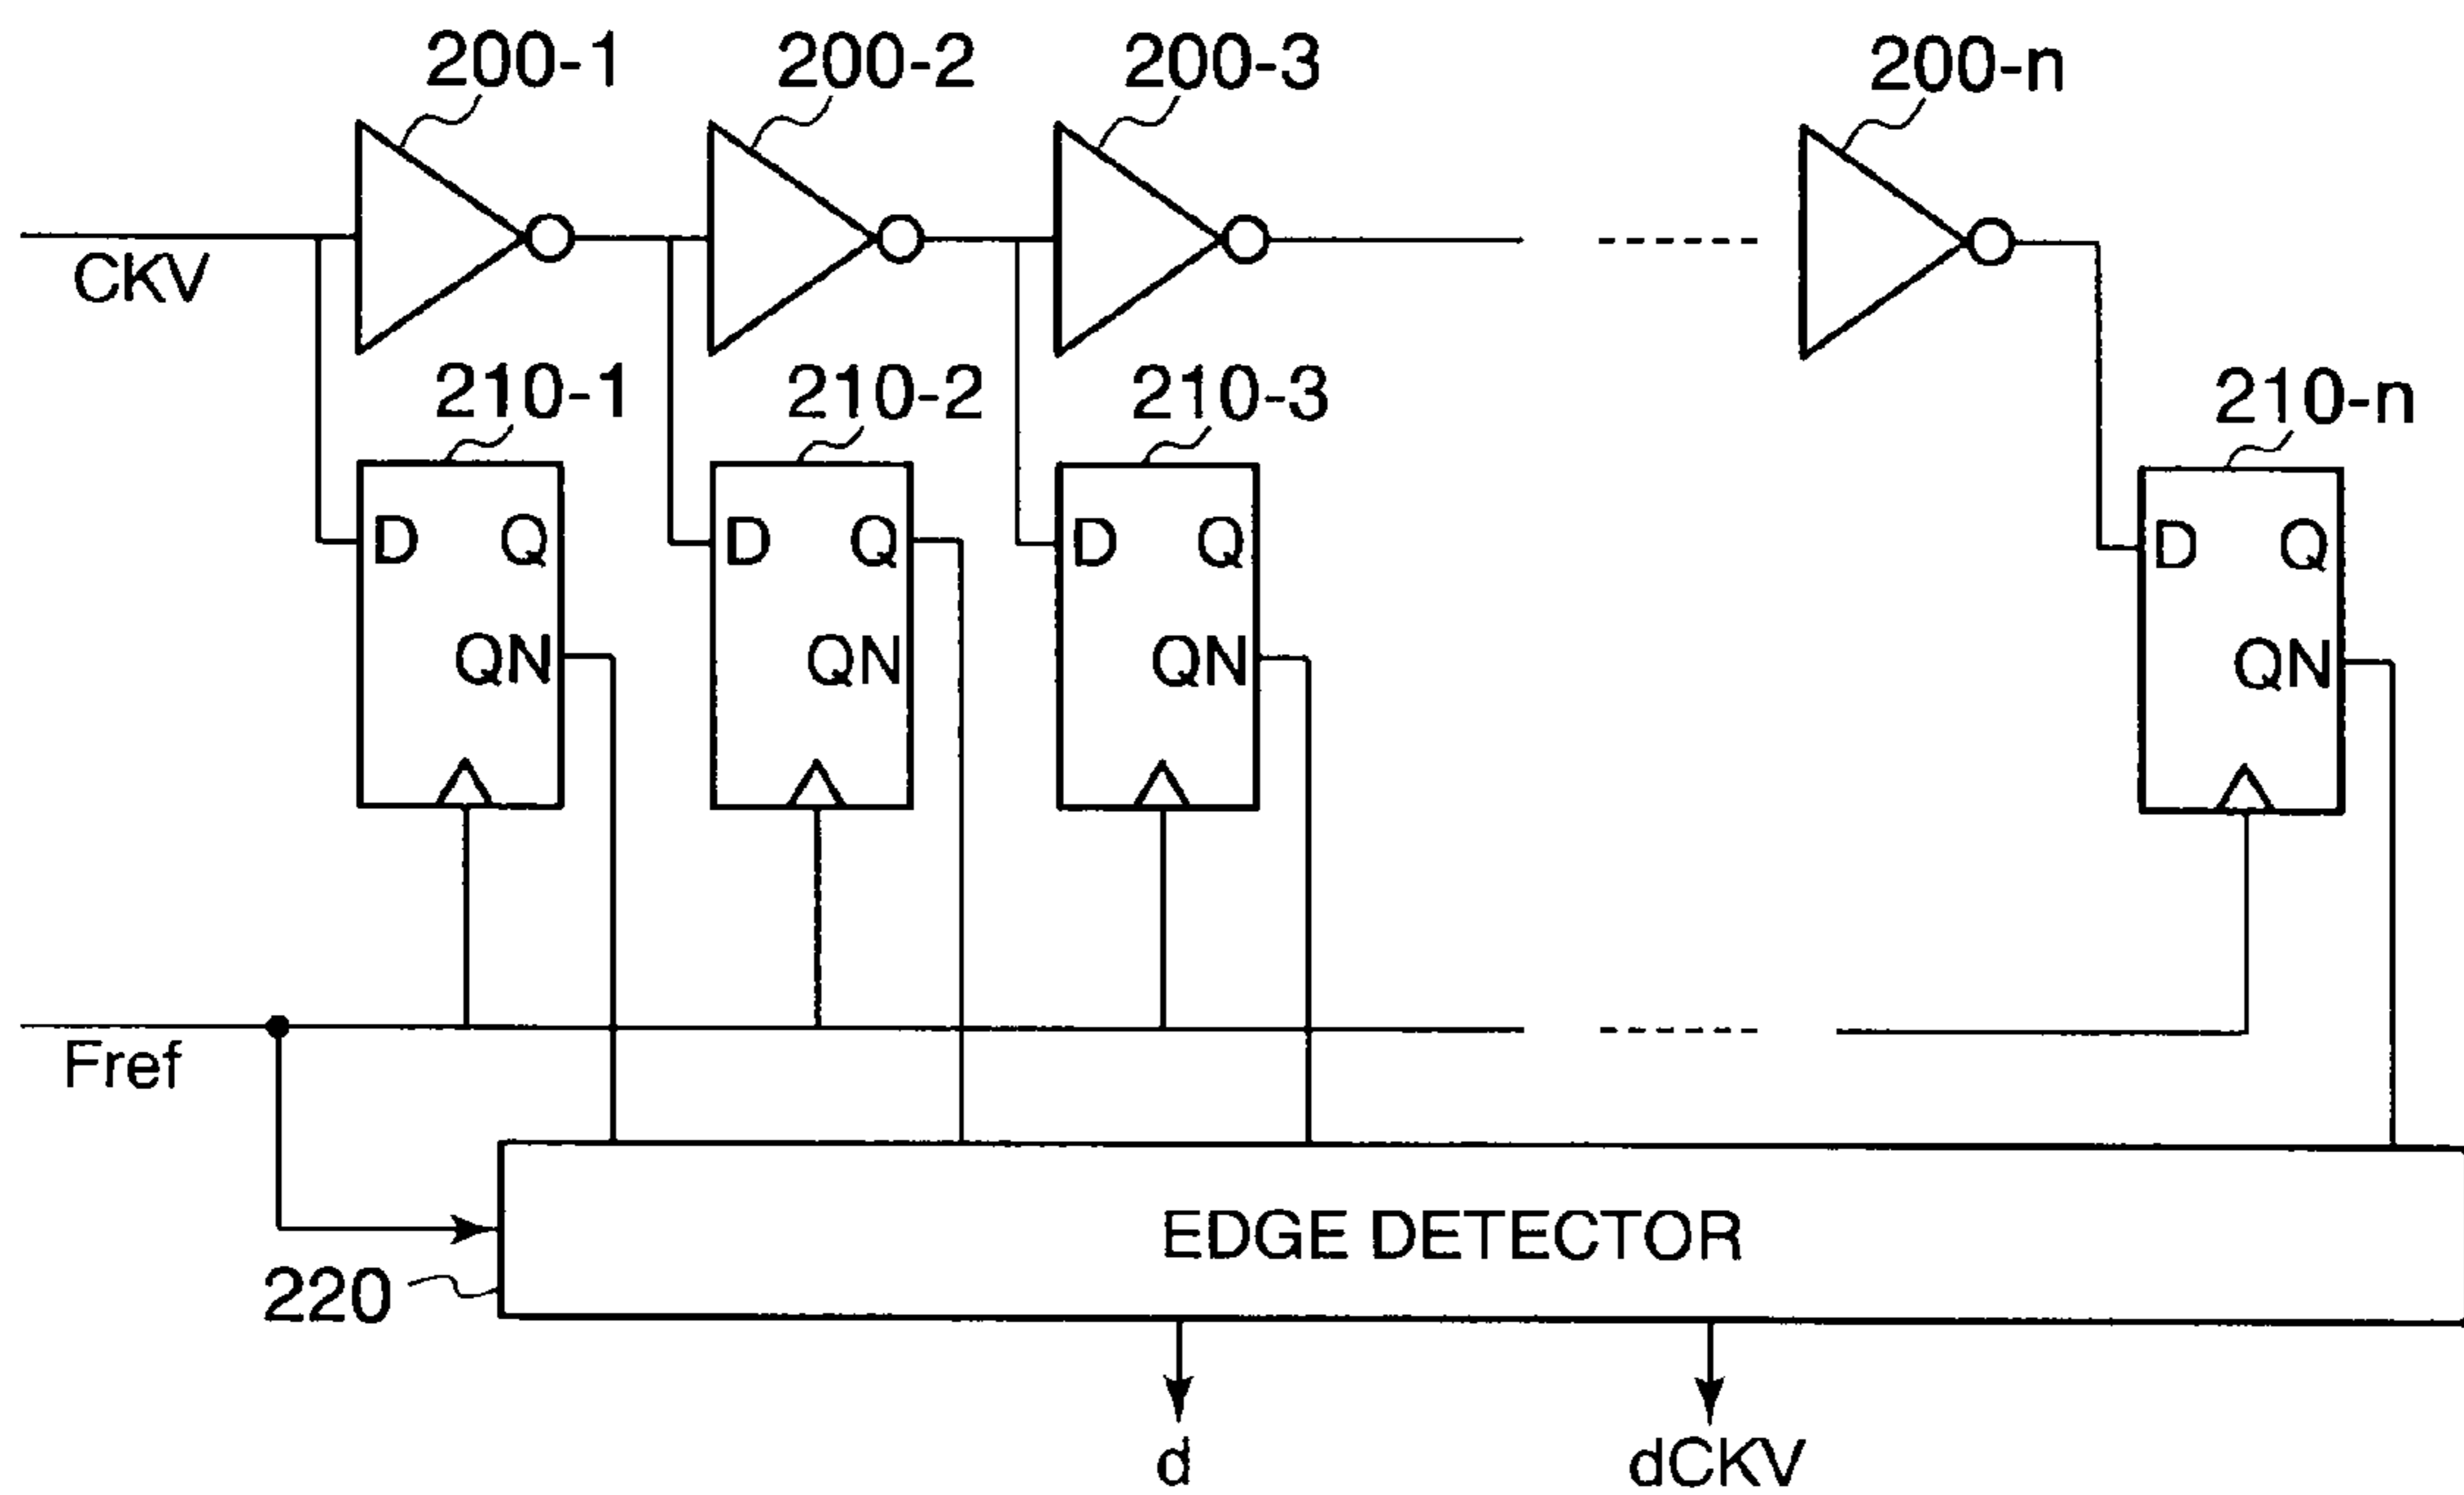 200-1 200-2 200-3 200-n
CKV
210-1 210-2 210-3 210-n
D Q D Q D Q D Q
QN QN QN QN
Fref
EDGE DETECTOR
220
d dCKV